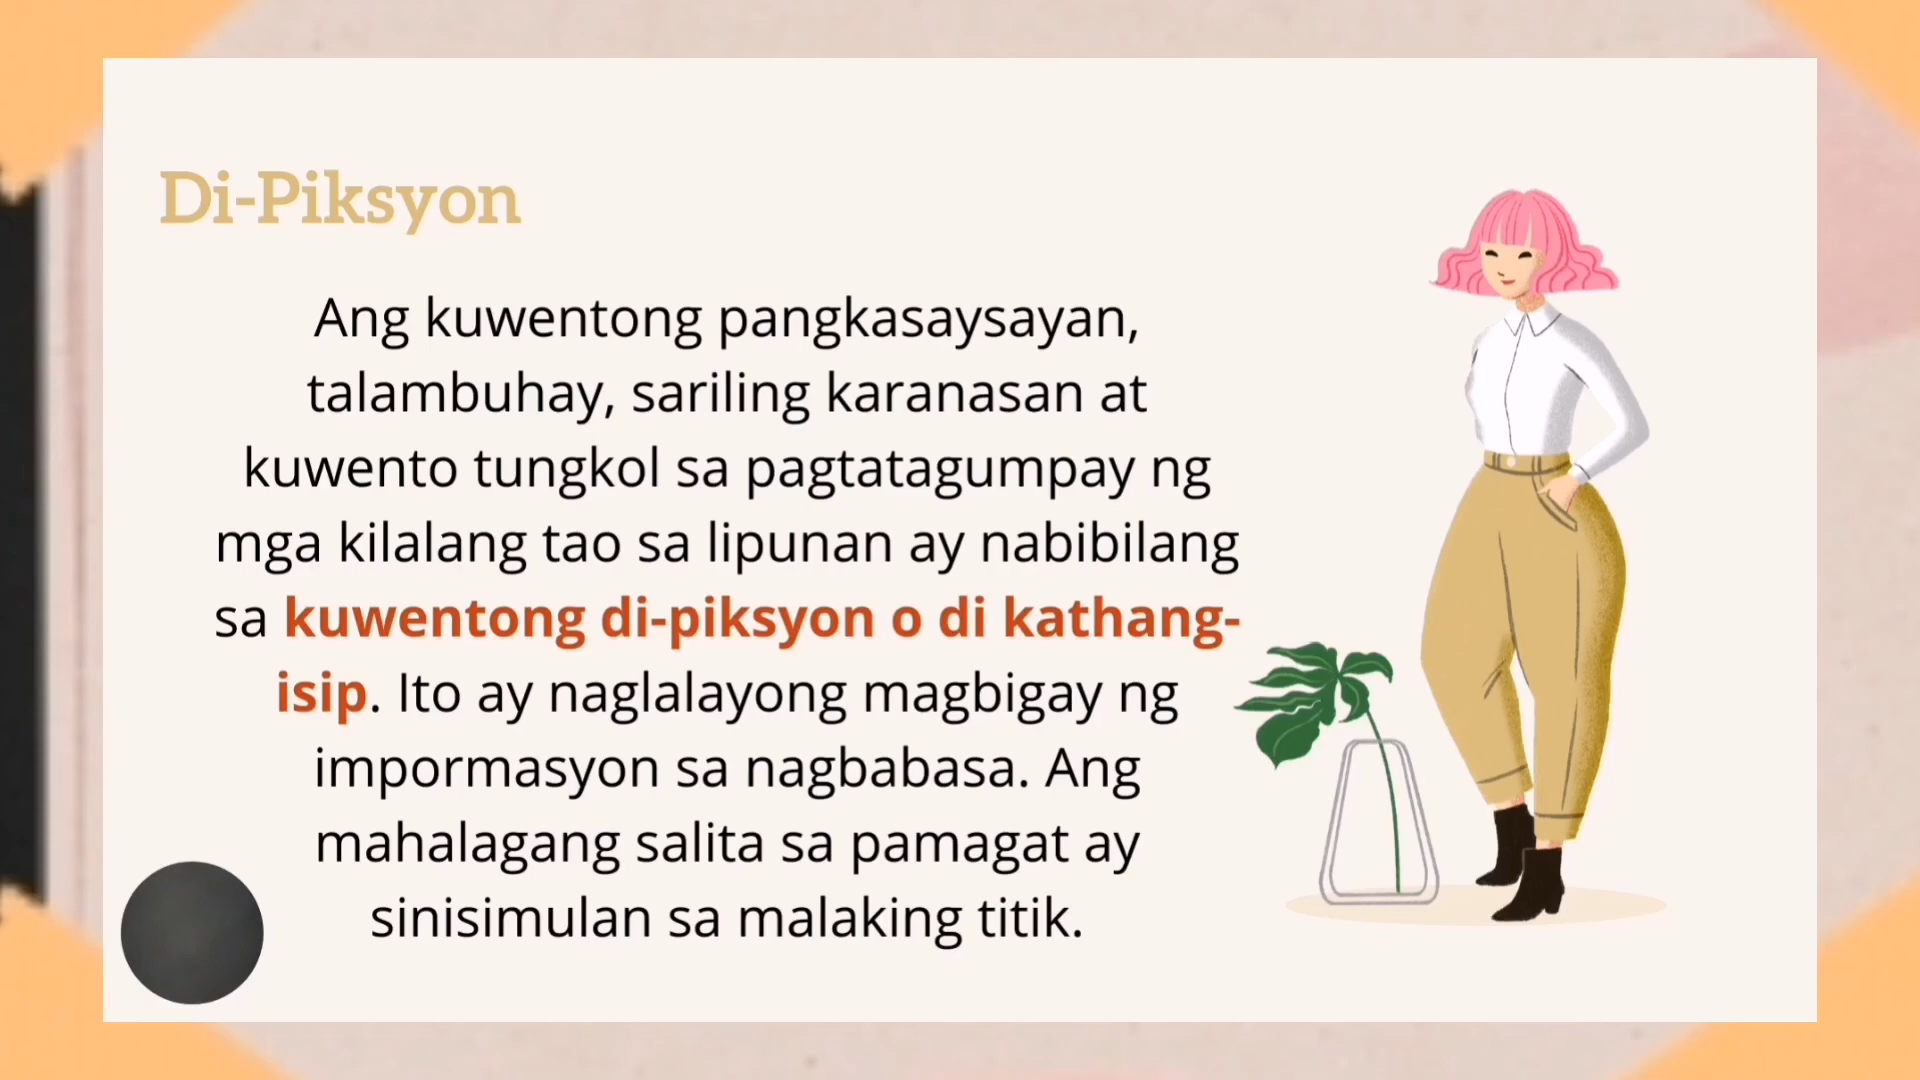 Di-Piksyon
Ang kuwentong pangkasaysayan,
talambuhay, sariling karanasan at
kuwento tungkol sa pagtatagumpay ng
mga kilalang tao sa lipunan ay nabibilang
sa kuwentong di-piksyon o di kathang-
isip. Ito ay naglalayong magbigay ng
impormasyon sa nagbabasa. Ang
mahalagang salita sa pamagat ay
sinisimulan sa malaking titik.